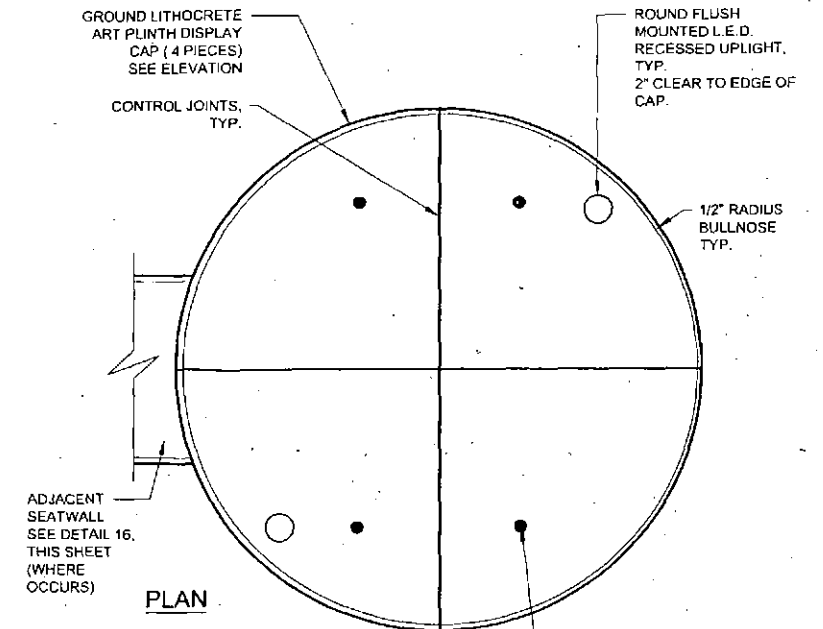 GROUND LITHOCRETE
ART PLINTH DISPLAY
CAP ( 4 PIECES)
SEE ELEVATION
CONTROL JOINTS,
TYP.
ROUND FLUSH
MOUNTED L.E.D.
RECESSED UPLIGHT,
TYP.
2" CLEAR TO EDGE OF
CAP.
1/2" RADIUS
BULLNOSE
TYP.
ADJACENT
SEATWALL
SEE DETAIL 16,
THIS SHEET
(WHERE
OCCURS)
PLAN